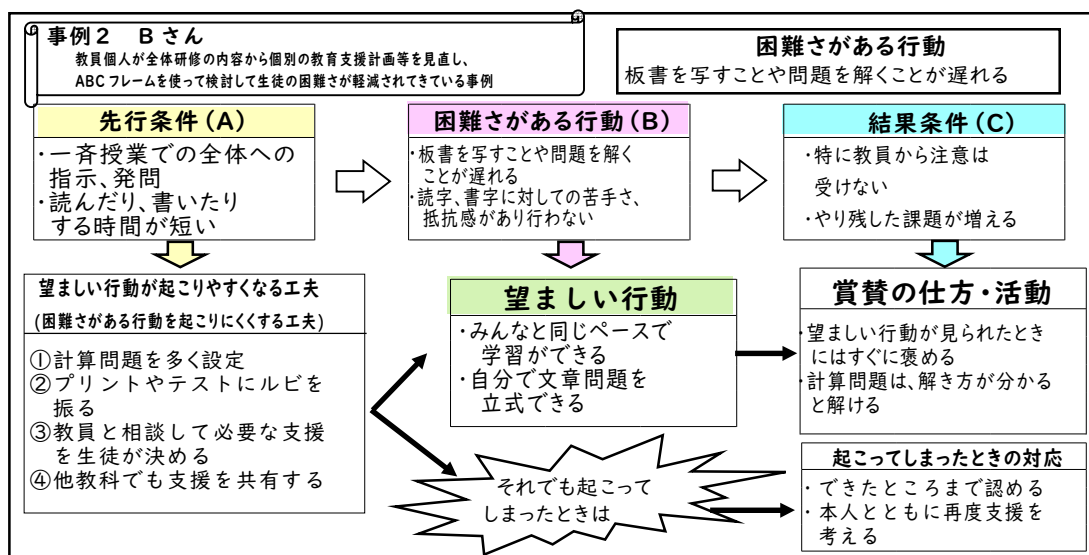 事例2　Bさん
教員個人が全体研修の内容から個別の教育支援計画等を見直し、
ABCフレームを使って検討して生徒の困難さが軽減されてきている事例
困難さがある行動
板書を写すことや問題を解くことが遅れる
先行条件(A)
・一斉授業での全体への
指示、発問
・読んだり、書いたり
する時間が短い
困難さがある行動(B)
・板書を写すことや問題を解く
ことが遅れる
・読字、書字に対しての苦手さ、
抵抗感があり行わない
結果条件(C)
・特に教員から注意は
受けない
・やり残した課題が増える
望ましい行動が起こりやすくなる工夫
(困難さがある行動を起こりにくくする工夫)
①計算問題を多く設定
②プリントやテストにルビを
振る
③教員と相談して必要な支援
を生徒が決める
④他教科でも支援を共有する
望ましい行動
・みんなと同じペースで
学習ができる
・自分で文章問題を
立式できる
賞賛の仕方・活動
・望ましい行動が見られたとき
にはすぐに褒める
・計算問題は、解き方が分かる
と解ける
それでも起こって
しまったときは
起こってしまったときの対応
・できたところまで認める
・本人とともに再度支援を
考える